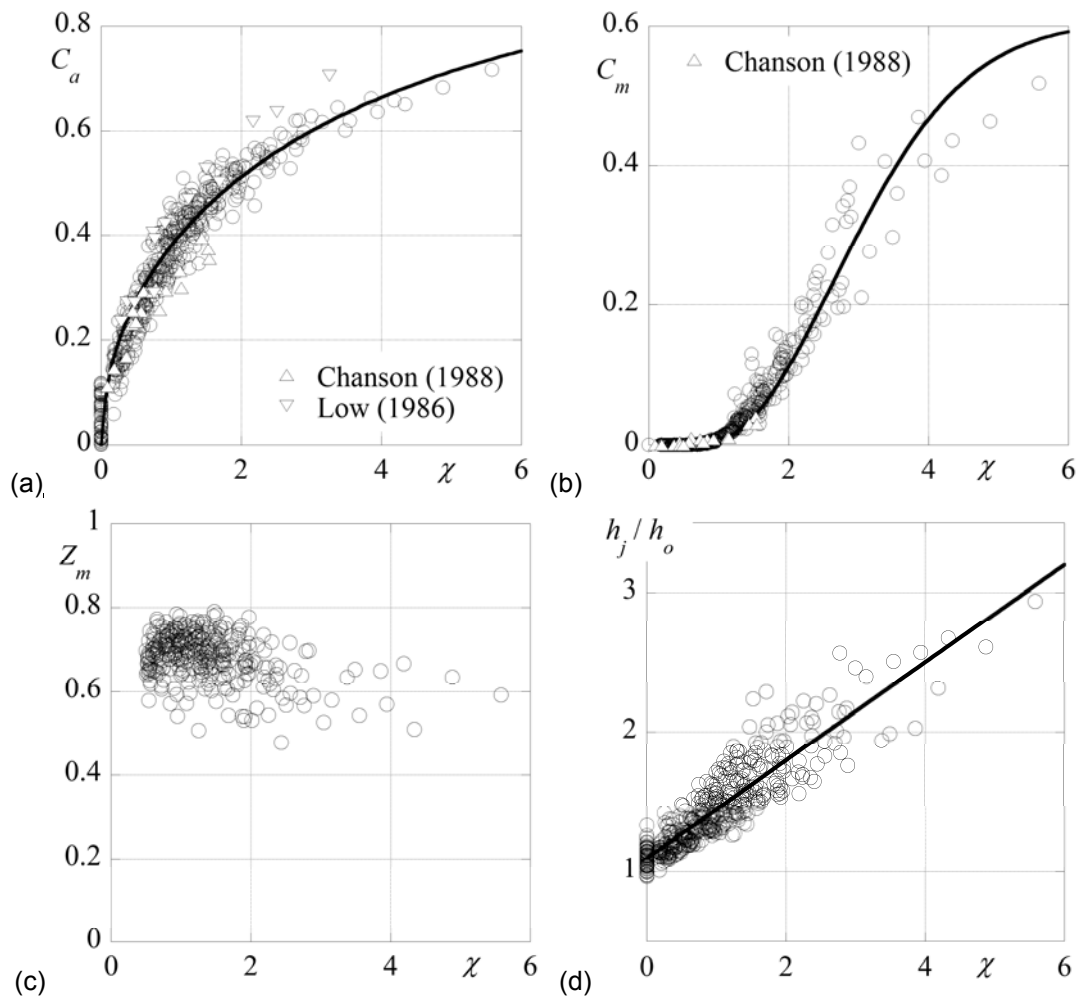 0.8
C_a
0.6
0.4
0.2
0
0 2 4 χ 6
△ Chanson (1988)
▽ Low (1986)
(a)
0.6
C_m
0.4
0.2
0
0 2 4 χ 6
△ Chanson (1988)
(b)
1
Z_m
0.8
0.6
0.4
0.2
0
0 2 4 χ 6
(c)
h_j / h_o
3
2
1
0 2 4 χ 6
(d)